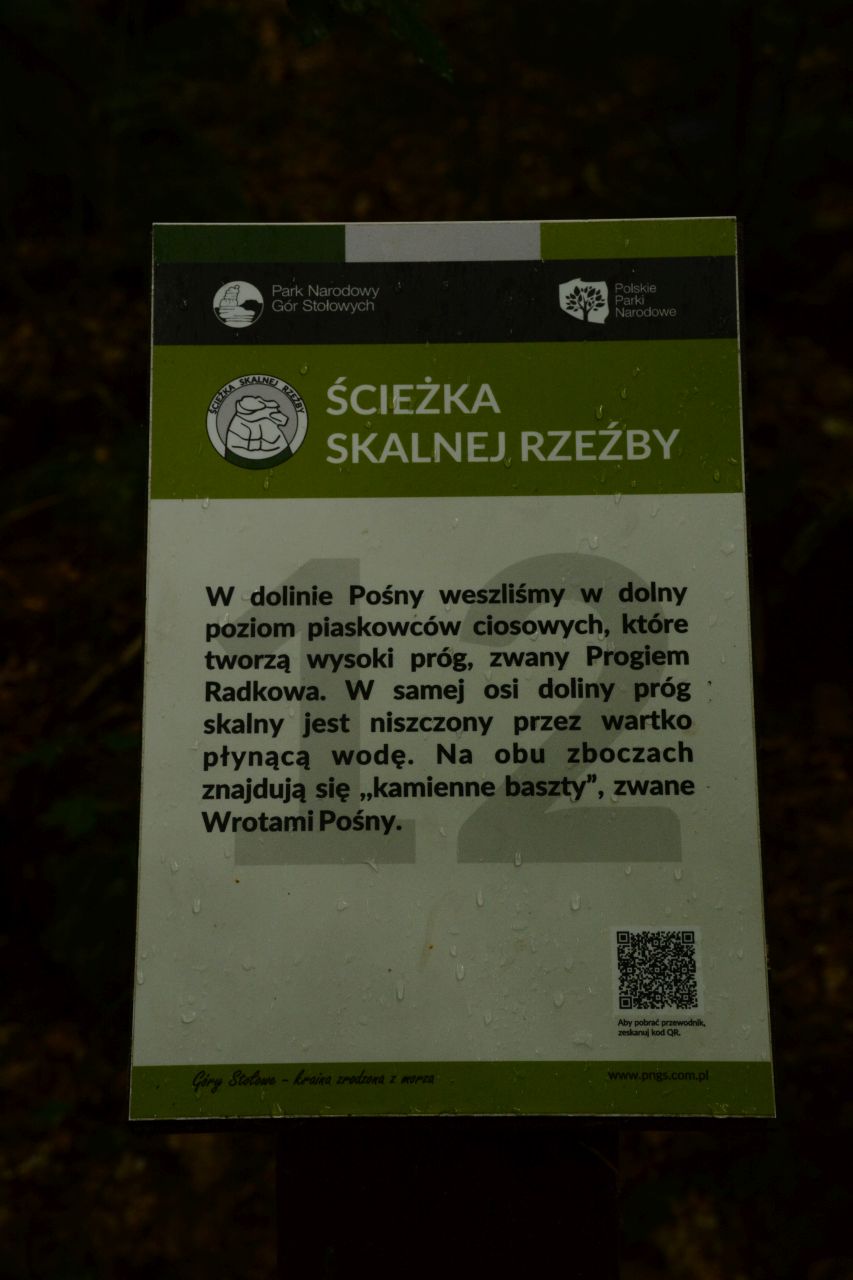 Park Narodowy
Gór Stołowych
Polskie
Parki
Narodowe
ŚCIEŻKA SKALNEJ RZEŹBY
ŚCIEŻKA
SKALNEJ RZEŹBY
12
W dolinie Pośny weszliśmy w dolny
poziom piaskowców ciosowych, które
tworzą wysoki próg, zwany Progiem
Radkowa. W samej osi doliny próg
skalny jest niszczony przez wartko
płynącą wodę. Na obu zboczach
znajdują się ,,kamienne baszty”, zwane
Wrotami Pośny.
Aby pobrać przewodnik,
zeskanuj kod QR.
Góry Stołowe - kraina zrodzona z morza
www.pngs.com.pl